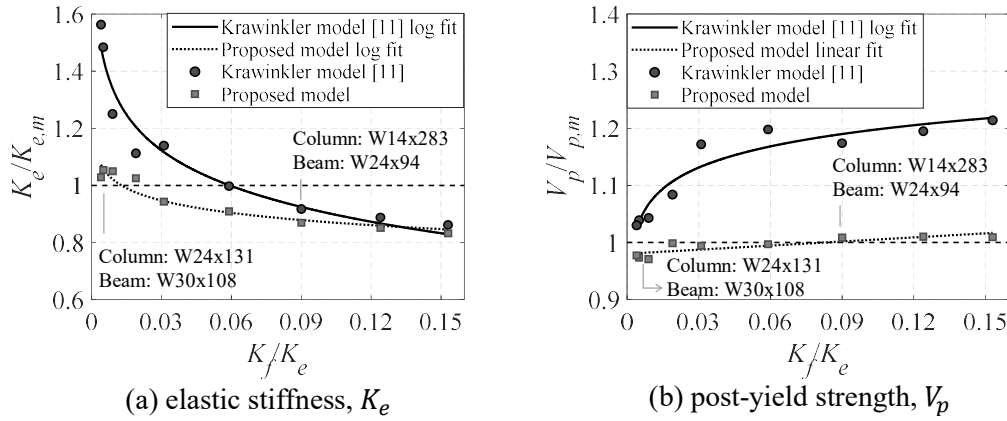 Krawinkler model [11] log fit
Proposed model log fit
Krawinkler model [11]
Proposed model
1.6
1.4
1.2
1
0.8
0.6
K_e/K_{e,m}
Column: W14x283
Beam: W24x94
Column: W24x131
Beam: W30x108
0 0.03 0.06 0.09 0.12 0.15
K_f/K_e
(a) elastic stiffness, K_e
Krawinkler model [11] log fit
Proposed model linear fit
Krawinkler model [11]
Proposed model
1.4
1.3
1.2
1.1
1
0.9
V_p/V_{p,m}
Column: W14x283
Beam: W24x94
Column: W24x131
Beam: W30x108
0 0.03 0.06 0.09 0.12 0.15
K_f/K_e
(b) post-yield strength, V_p